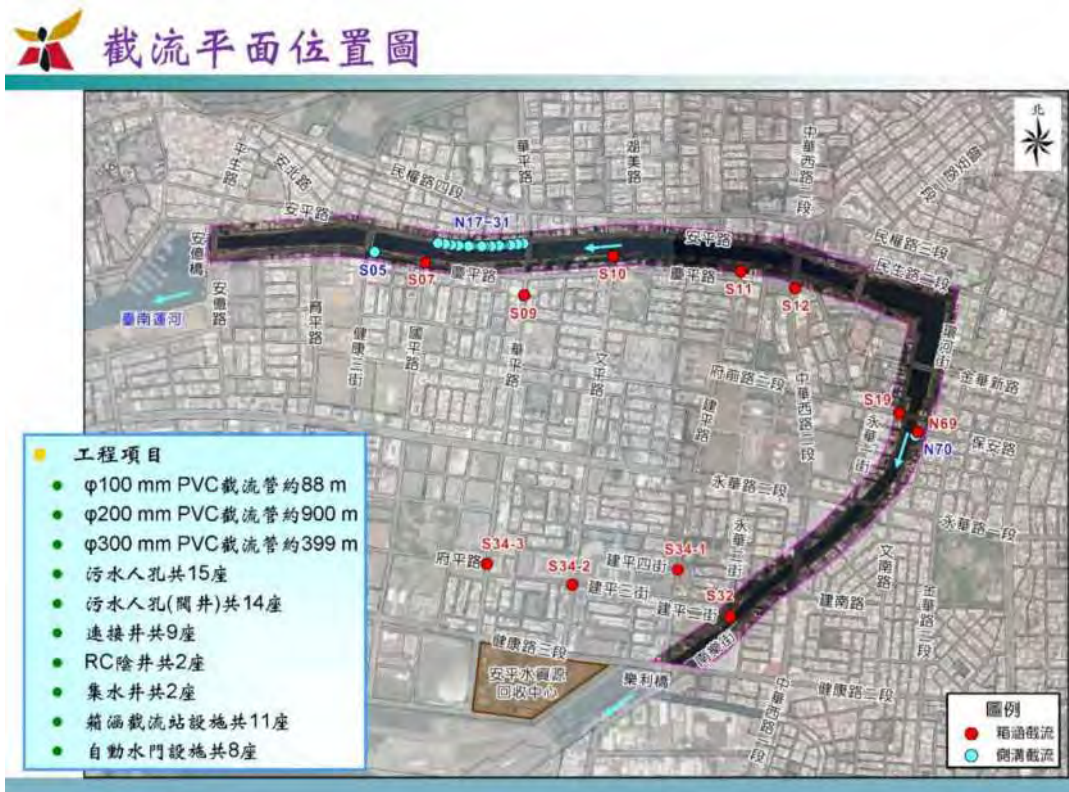 截流平面位置圖
北
平生路
安北路
民權路四段
華平路
湖美路
中華西路二段
安平路
N17-31
安平路
民權路三段
民生路二段
安億橋
S05
S07
慶平路
S10
慶平路
S11
S12
安億路
臺南運河
S09
育平路
健康三街
國平路
華平路
文平路
府前路二段
建平路
中華西路二段
環河街
金華新路
S19
N69
N70
保安路
永華三街
永華路二段
永華路一段
S34-3
府平路
S34-2
建平四街
S34-1
永華二街
建平二街
建平二街
S32
文南路
建南路
金華路二段
南樂街
健康路三段
安平水資源
回收中心
樂利橋
中華西路一段
健康路二段
工程項目
φ100 mm PVC截流管約88 m
φ200 mm PVC截流管約900 m
φ300 mm PVC截流管約399 m
污水人孔共15座
污水人孔(閥井)共14座
連接井共9座
RC陰井共2座
集水井共2座
箱涵截流站設施共11座
自動水門設施共8座
圖例
箱涵截流
側溝截流